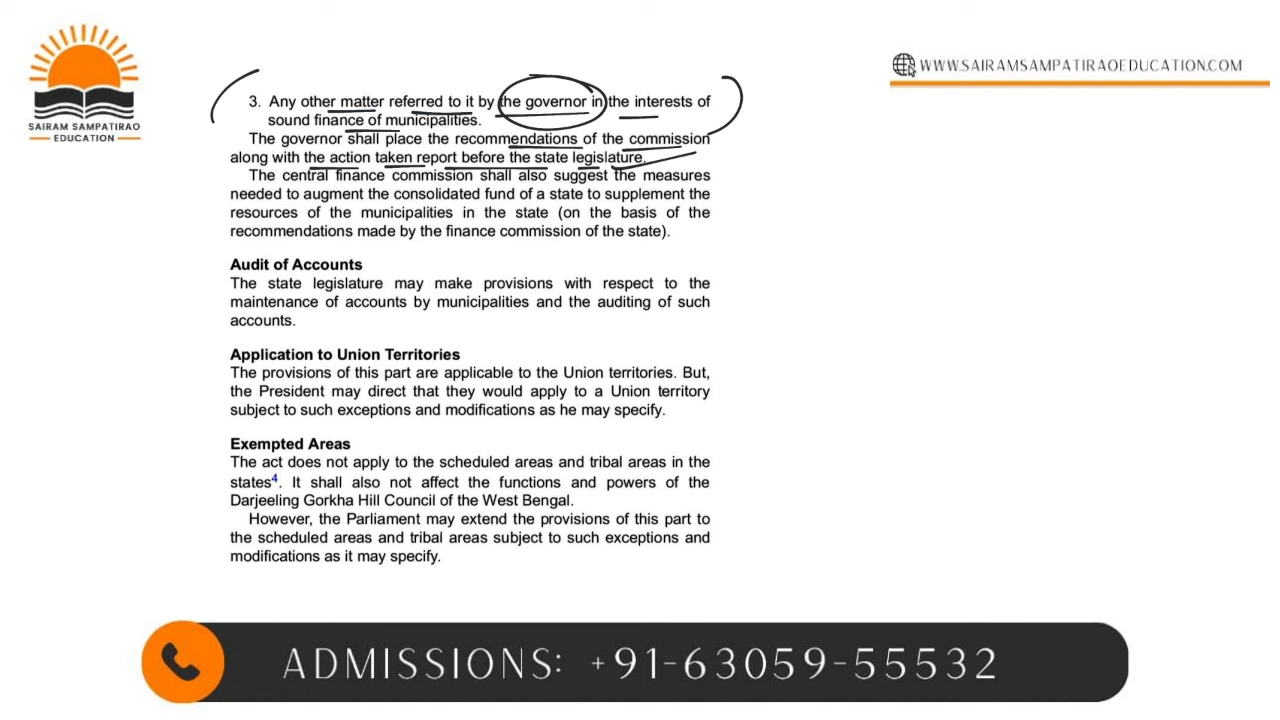 SAIRAM SAMPATIRAO
EDUCATION
WWW.SAIRAMSAMPATIRAOEDUCATION.COM
3. Any other matter referred to it by the governor in the interests of
sound finance of municipalities.
The governor shall place the recommendations of the commission
along with the action taken report before the state legislature.
The central finance commission shall also suggest the measures
needed to augment the consolidated fund of a state to supplement the
resources of the municipalities in the state (on the basis of the
recommendations made by the finance commission of the state).
Audit of Accounts
The state legislature may make provisions with respect to the
maintenance of accounts by municipalities and the auditing of such
accounts.
Application to Union Territories
The provisions of this part are applicable to the Union territories. But,
the President may direct that they would apply to a Union territory
subject to such exceptions and modifications as he may specify.
Exempted Areas
The act does not apply to the scheduled areas and tribal areas in the
states4. It shall also not affect the functions and powers of the
Darjeeling Gorkha Hill Council of the West Bengal.
However, the Parliament may extend the provisions of this part to
the scheduled areas and tribal areas subject to such exceptions and
modifications as it may specify.
ADMISSIONS: +91-63059-55532